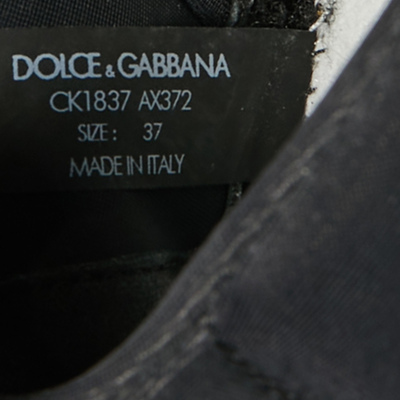 DOLCE & GABBANA
CK1837 AX372
SIZE: 37
MADE IN ITALY